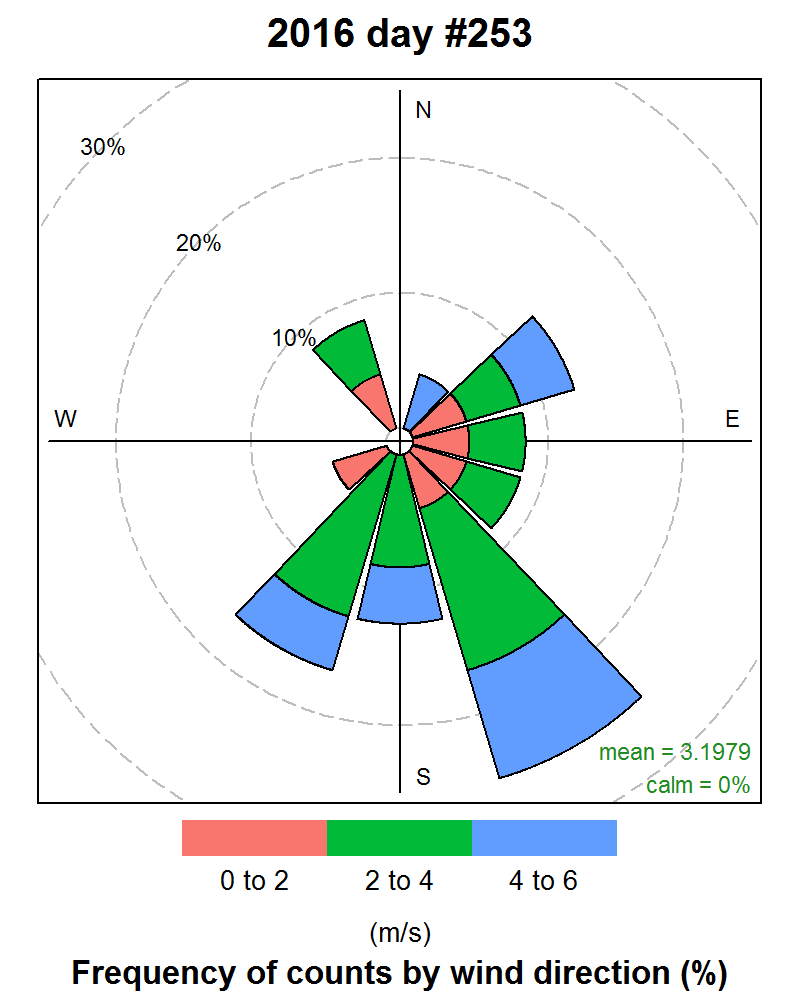 2016 day #253
N
30%
20%
10%
W
E
mean = 3.1979
S
calm = 0%
0 to 2
2 to 4
4 to 6
(m/s)
Frequency of counts by wind direction (%)